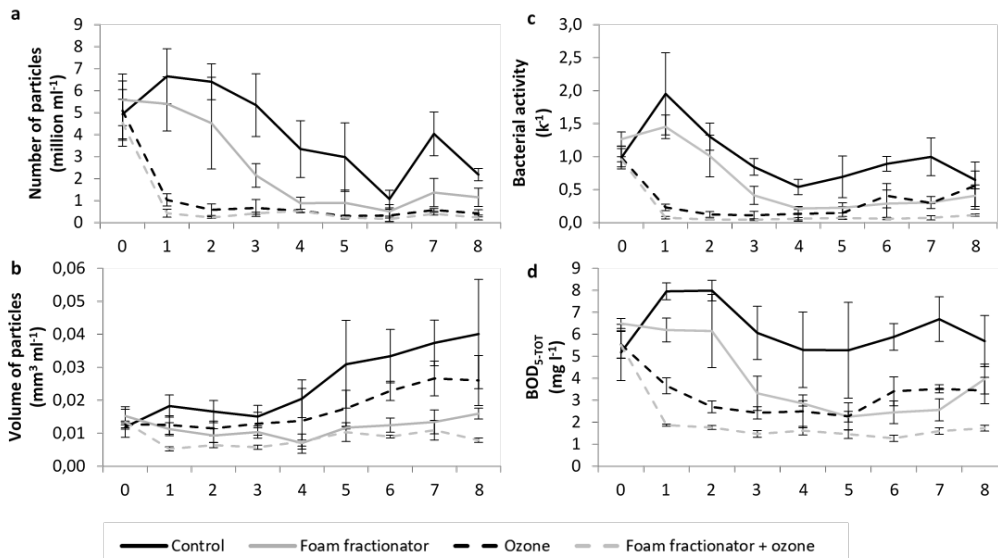 a
Number of particles
(million ml-1)
9
8
7
6
5
4
3
2
1
0
0 1 2 3 4 5 6 7 8
b
Volume of particles
(mm3 ml-1)
0,06
0,05
0,04
0,03
0,02
0,01
0,00
0 1 2 3 4 5 6 7 8
c
Bacterial activity
(k-1)
3,0
2,5
2,0
1,5
1,0
0,5
0,0
0 1 2 3 4 5 6 7 8
d
BOD5-TOT
(mg l-1)
9
8
7
6
5
4
3
2
1
0
0 1 2 3 4 5 6 7 8
Control Foam fractionator Ozone Foam fractionator + ozone